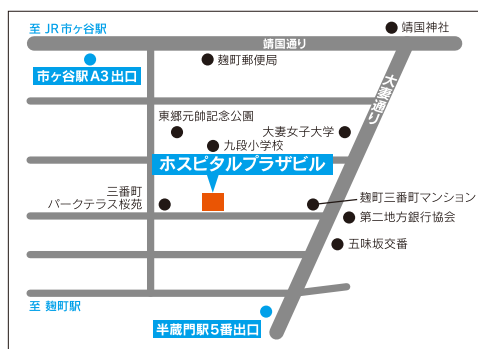 至 JR市ヶ谷駅
靖国神社
靖国通り
市ヶ谷駅A3出口
麹町郵便局
大妻通り
東郷元帥記念公園
大妻女子大学
九段小学校
ホスピタルプラザビル
三番町
パークテラス桜苑
麹町三番町マンション
第二地方銀行協会
五味坂交番
至 麹町駅
半蔵門駅5番出口